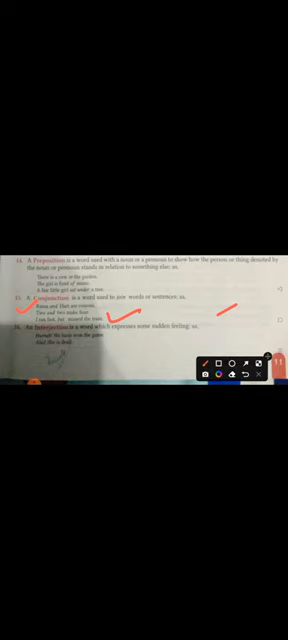 14. A Preposition is a word used with a noun or a pronoun to show how the person or thing denoted by
the noun or pronoun stands in relation to something else; as,
There is a cow in the garden.
The girl is fond of music.
A fair little girl sat under a tree.
15. A Conjunction is a word used to join words or sentences; as,
Rama and Hari are cousins.
Two and two make four.
I ran fast, but missed the train.
16. An Interjection is a word which expresses some sudden feeling; as,
Hurrah! We have won the game.
Alas! She is dead.
11